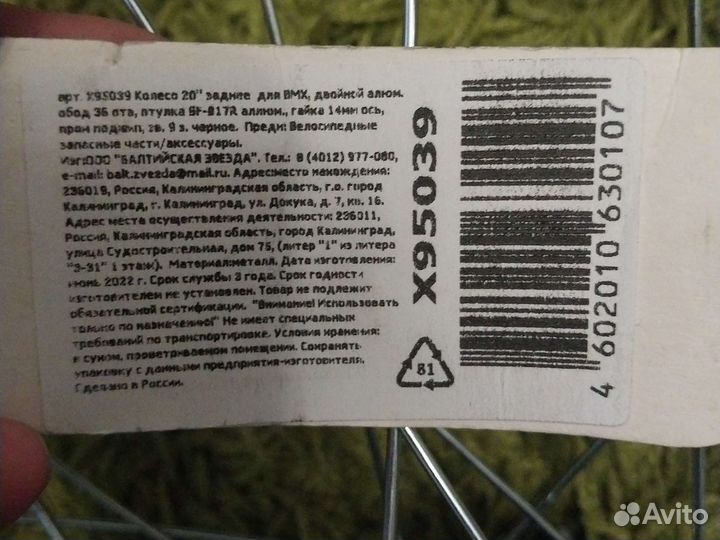 арт. X95039 Колесо 20" заднее для BMX, двойной алюм.
обод 36 отв, втулка SF-B17R алюмин., гайка 14мм ось,
пром подшип, зв. 9 з. черное. Предн: Велосипедные
запасные части/аксессуары.
Изг:ООО "БАЛТИЙСКАЯ ЗВЕЗДА". Тел.: 8 (4012) 977-080,
e-mail: balt.zvezda@mail.ru. Адрес:место нахождения:
236019, Россия, Калининградская область, г.о. город
Калининград, г. Калининград, ул. Докука, д. 7, кв. 16.
Адрес места осуществления деятельности: 236011,
Россия, Калининградская область, город Калининград,
улица Судостроительная, дом 75, (литер "1" из литера
"3-31" 1 этаж). Материал:металл. Дата изготовления:
июнь 2022 г. Срок службы 3 года. Срок годности
изготовителем не установлен. Товар не подлежит
обязательной сертификации. "Внимание! Использовать
только по назначению!" Не имеет специальных
требований по транспортировке. Условия хранения:
в сухом, проветриваемом помещении. Сохранять
упаковку с данными предприятия-изготовителя.
Сделано в России.
X95039
4 602010 630107
81
Avito